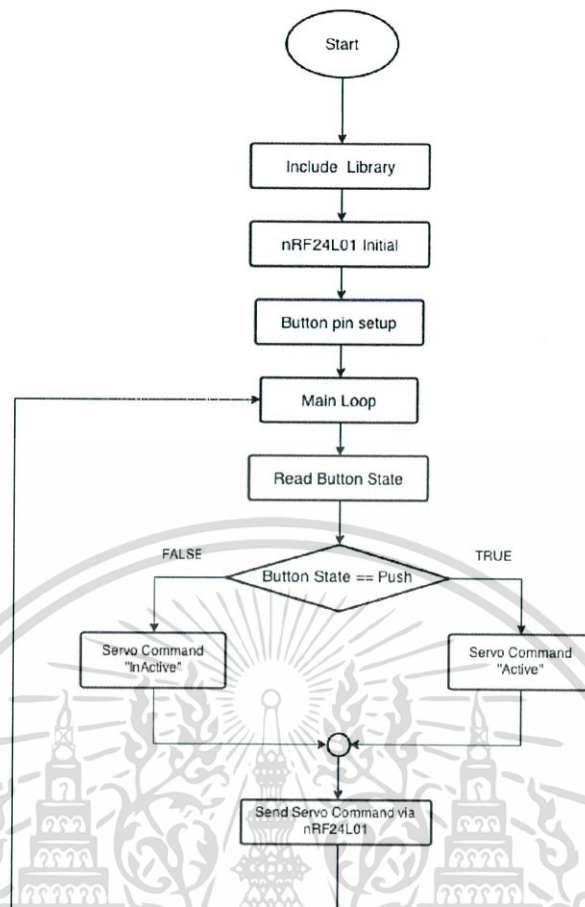 Start
Include Library
nRF24L01 Initial
Button pin setup
Main Loop
Read Button State
FALSE
TRUE
Button State == Push
Servo Command
"InActive"
Servo Command
"Active"
Send Servo Command via
nRF24L01